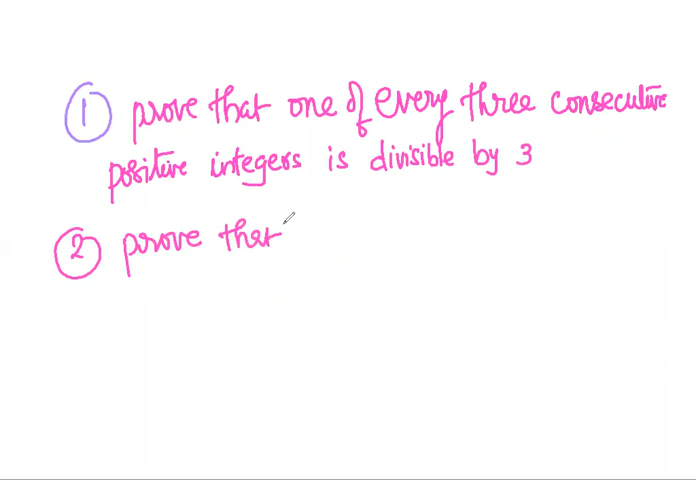 1 prove that one of every three consecutive
positive integers is divisible by 3
2 prove that